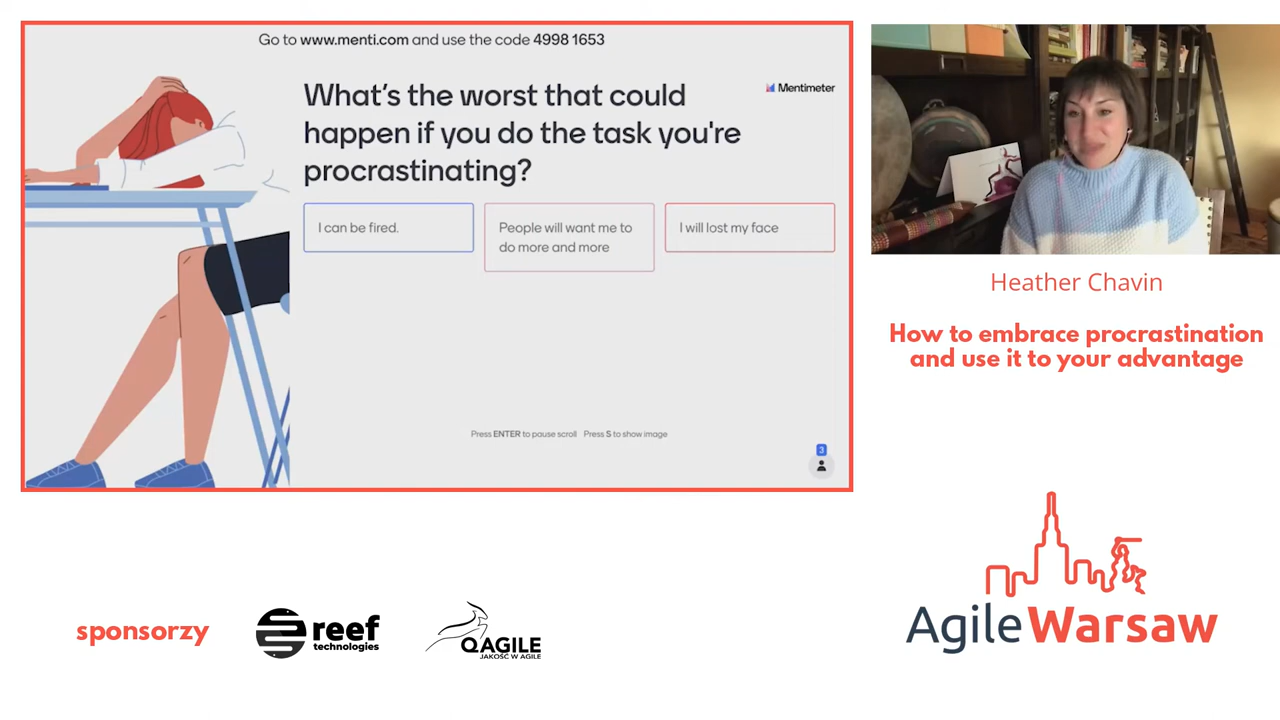 Go to www.menti.com and use the code 4998 1653
What's the worst that could
happen if you do the task you're
procrastinating?
Mentimeter
I can be fired.
People will want me to
do more and more
I will lost my face
Press ENTER to pause scroll Press S to show image
3
Heather Chavin
How to embrace procrastination
and use it to your advantage
sponsorzy
reef
technologies
QAGILE
JAKOŚĆ W AGILE
AgileWarsaw